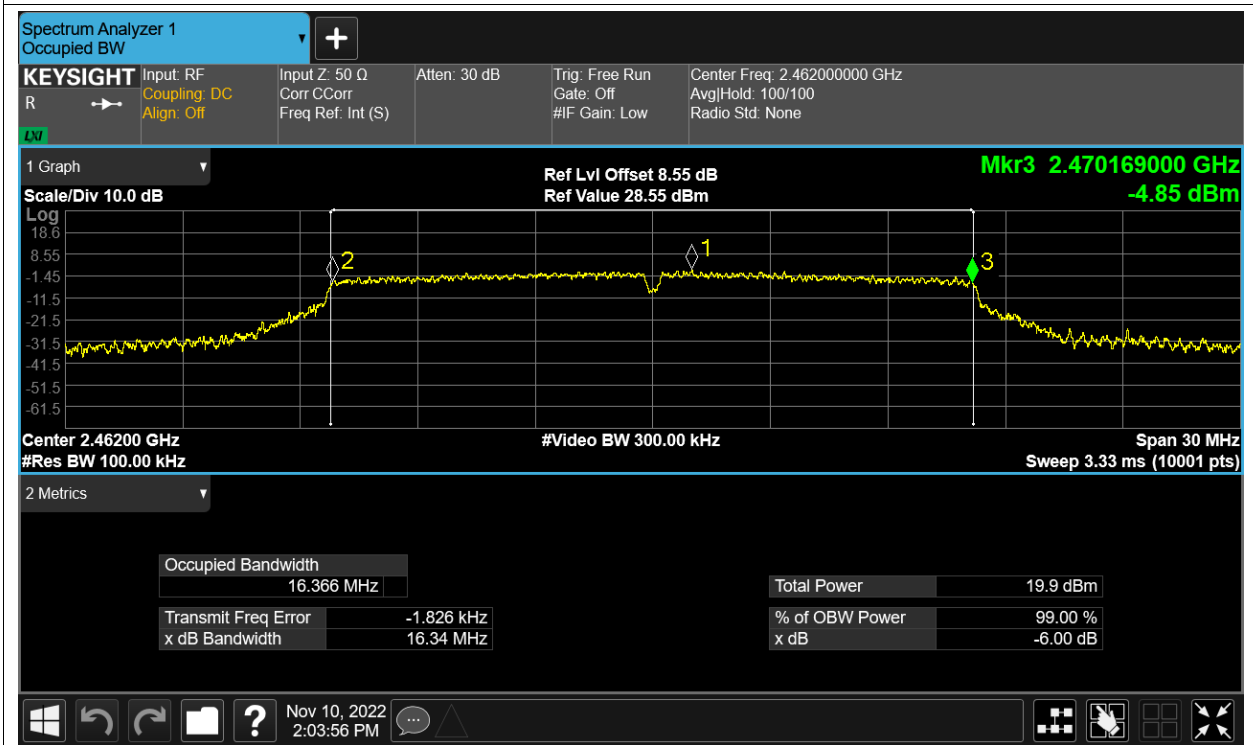 Spectrum Analyzer 1
Occupied BW
KEYSIGHT
R
LXI
Input: RF
Coupling: DC
Align: Off
Input Z: 50 Ω
Corr CCorr
Freq Ref: Int (S)
Atten: 30 dB
Trig: Free Run
Gate: Off
#IF Gain: Low
Center Freq: 2.462000000 GHz
Avg|Hold: 100/100
Radio Std: None
1 Graph
Scale/Div 10.0 dB
Ref Lvl Offset 8.55 dB
Ref Value 28.55 dBm
Mkr3 2.470169000 GHz
-4.85 dBm
Log
18.6
8.55
-1.45
-11.5
-21.5
-31.5
-41.5
-51.5
-61.5
2
1
3
Center 2.46200 GHz
#Res BW 100.00 kHz
#Video BW 300.00 kHz
Span 30 MHz
Sweep 3.33 ms (10001 pts)
2 Metrics
Occupied Bandwidth
16.366 MHz
Transmit Freq Error -1.826 kHz
x dB Bandwidth 16.34 MHz
Total Power 19.9 dBm
% of OBW Power 99.00 %
x dB -6.00 dB
?
Nov 10, 2022
2:03:56 PM